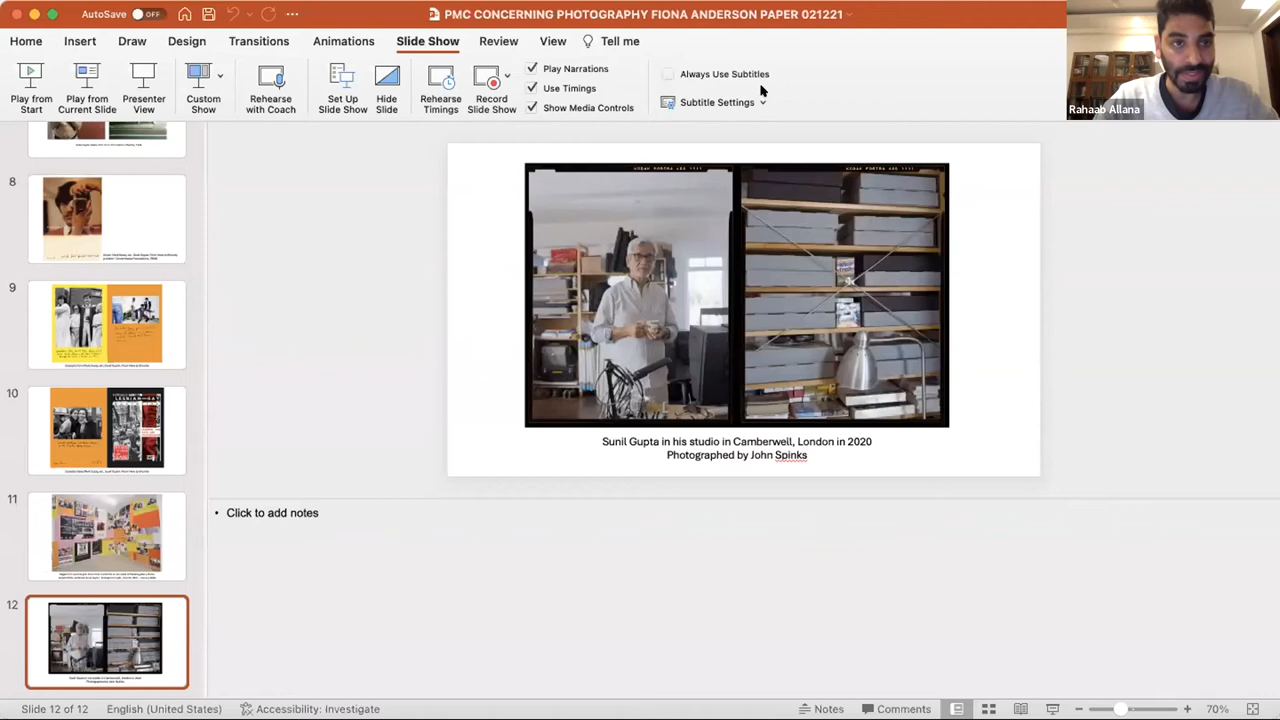 AutoSave OFF
PMC CONCERNING PHOTOGRAPHY FIONA ANDERSON PAPER 021221
Home Insert Draw Design Transitions Animations Slide Show Review View Tell me
Play from Start
Play from Current Slide
Presenter View
Custom Show
Rehearse with Coach
Set Up Slide Show
Hide Slide
Rehearse Timings
Record Slide Show
Play Narrations
Use Timings
Show Media Controls
Always Use Subtitles
Subtitle Settings
Rahaab Allana
8
9
10
LESBIAN
11
12
KODAK PORTRA
Sunil Gupta in his studio in Camberwell, London in 2020
Photographed by John Spinks
• Click to add notes
Slide 12 of 12 English (United States) Accessibility: Investigate Notes Comments 70%